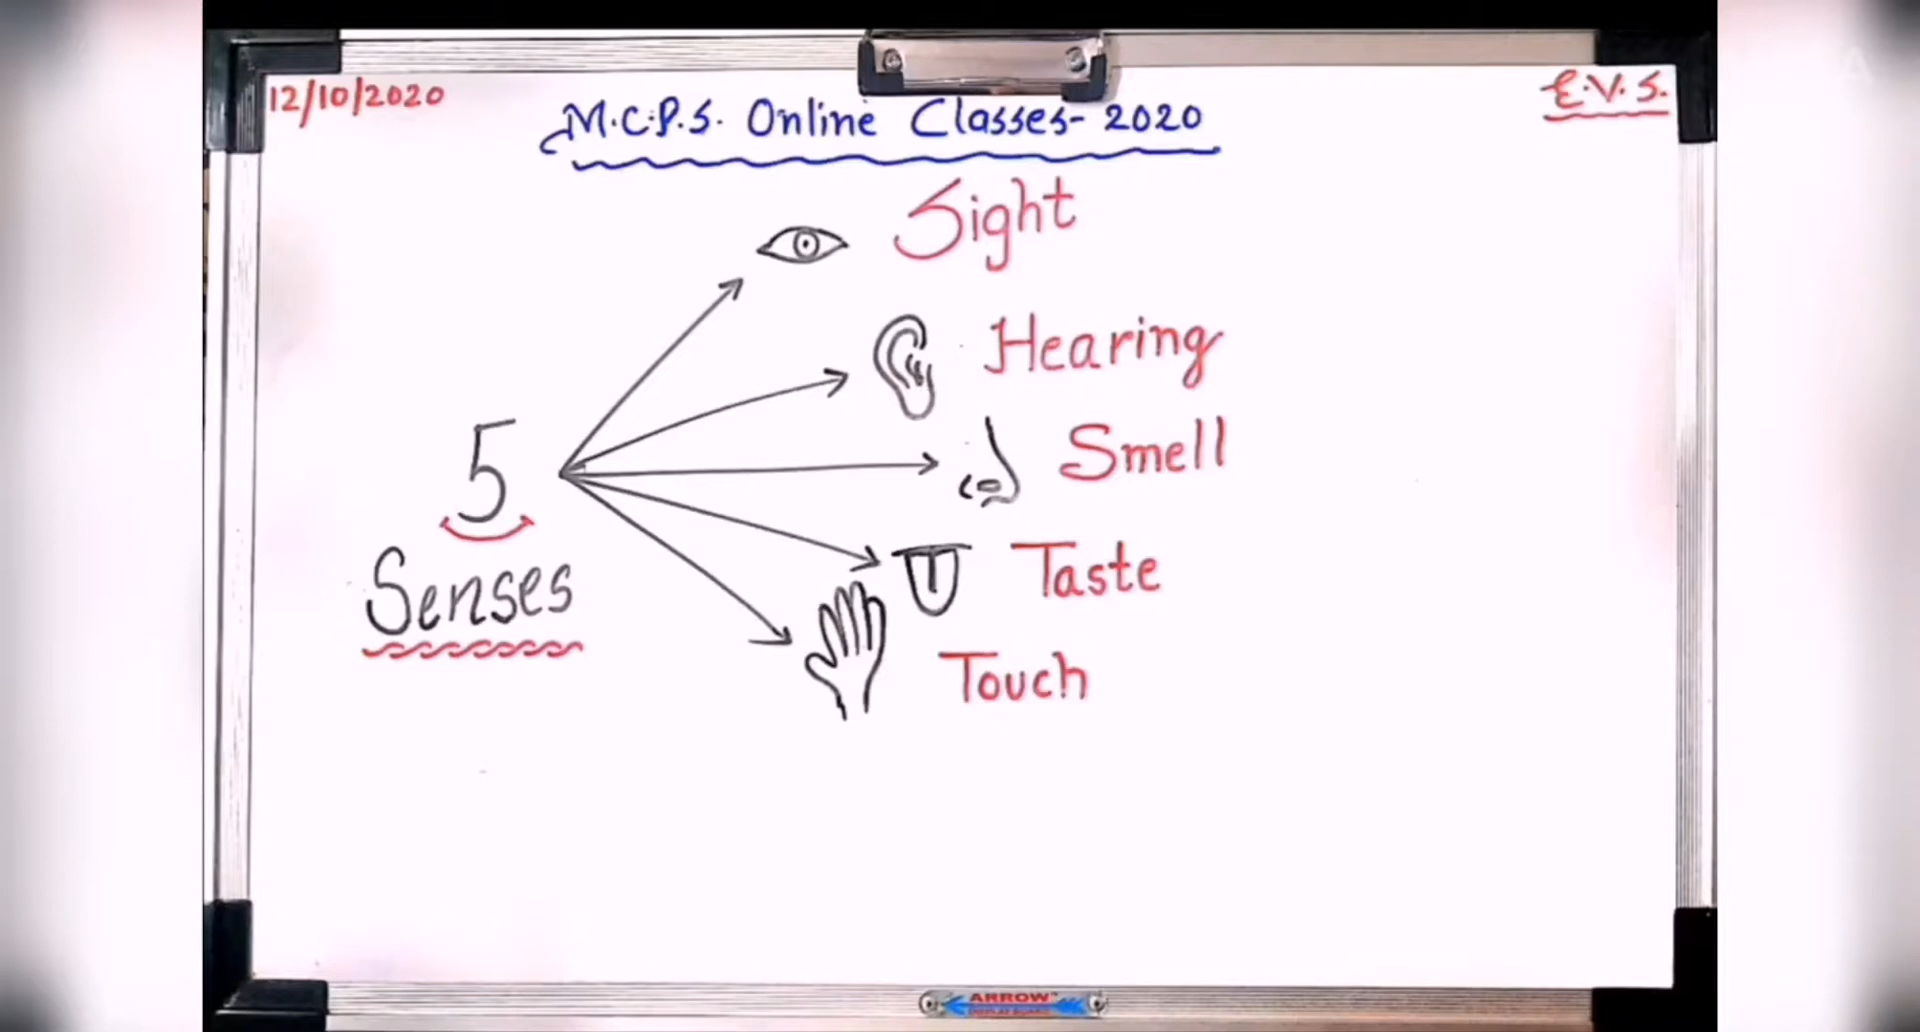 12/10/2020
M.C.P.S. Online Classes- 2020
E.V.S.
Sight
Hearing
Smell
5
Senses
Taste
Touch
ARROW